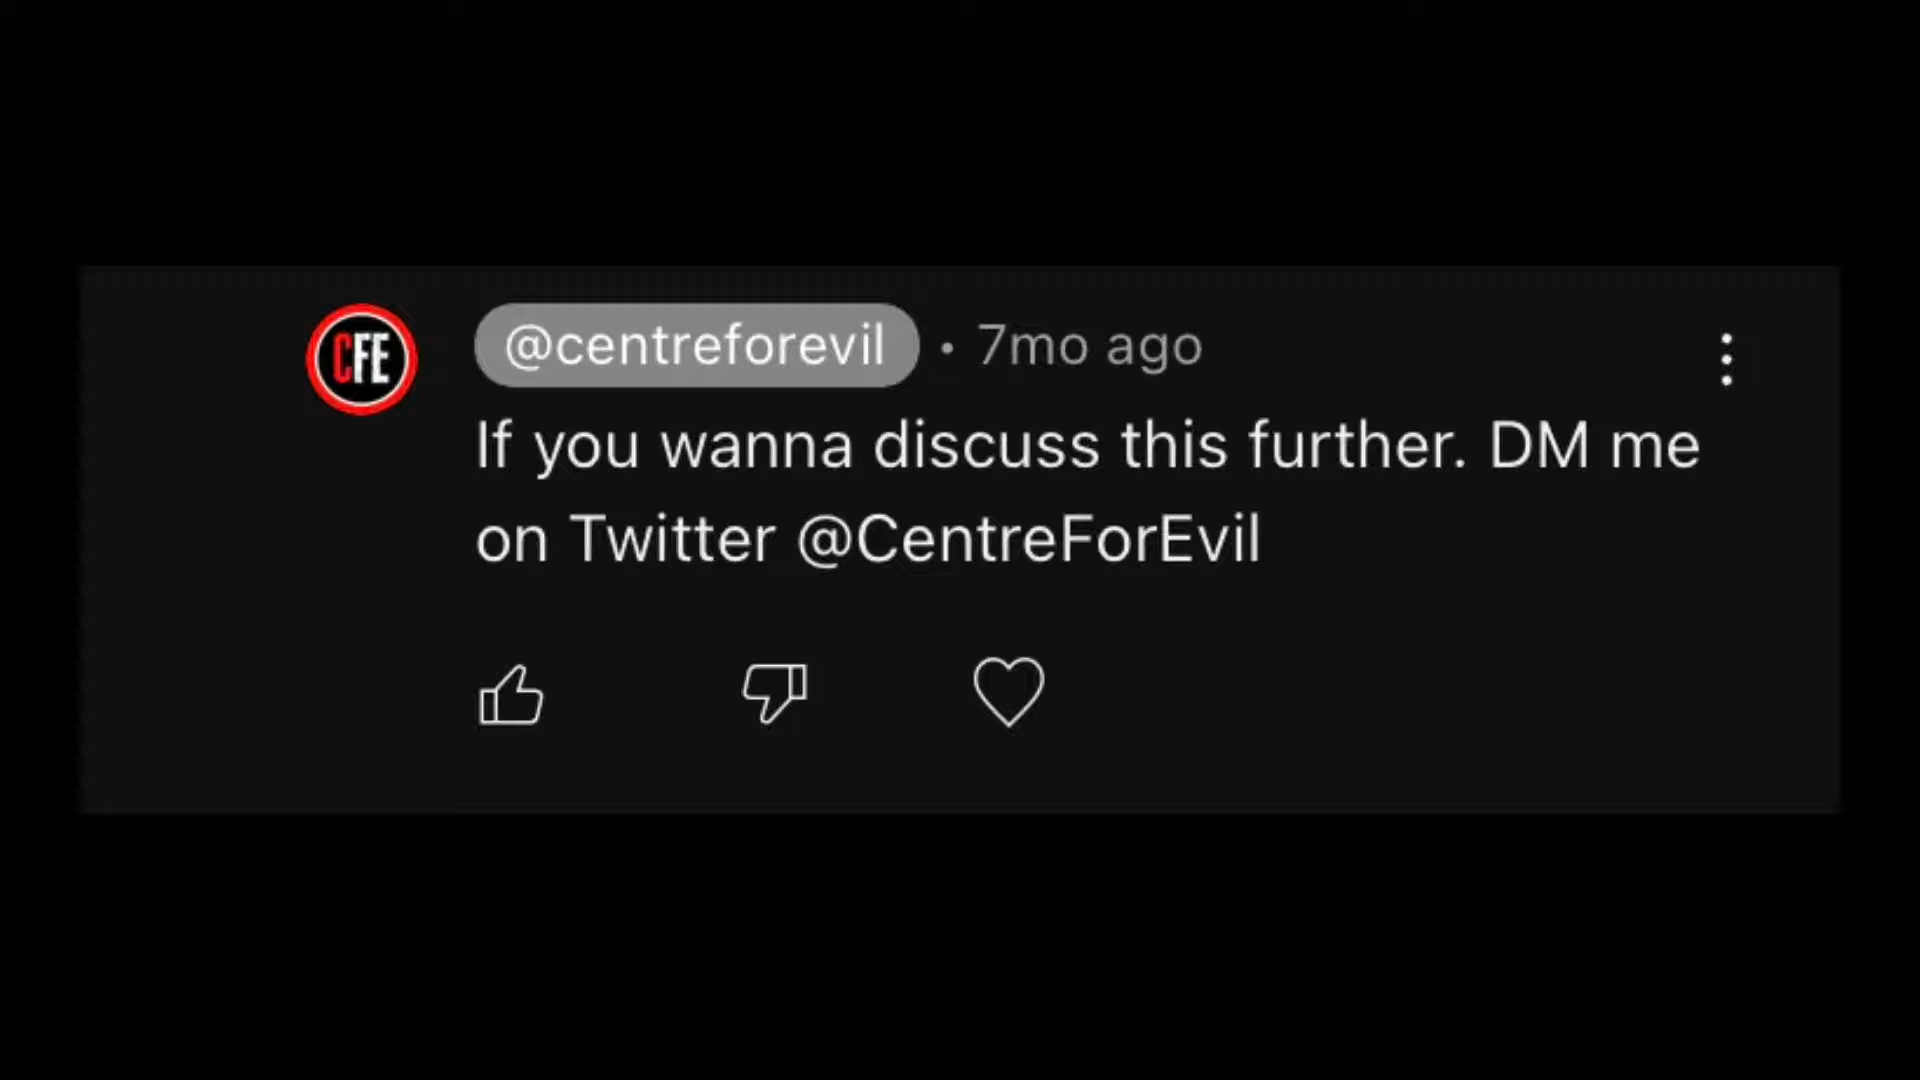 CFE
@centreforevil • 7mo ago
If you wanna discuss this further. DM me
on Twitter @CentreForEvil